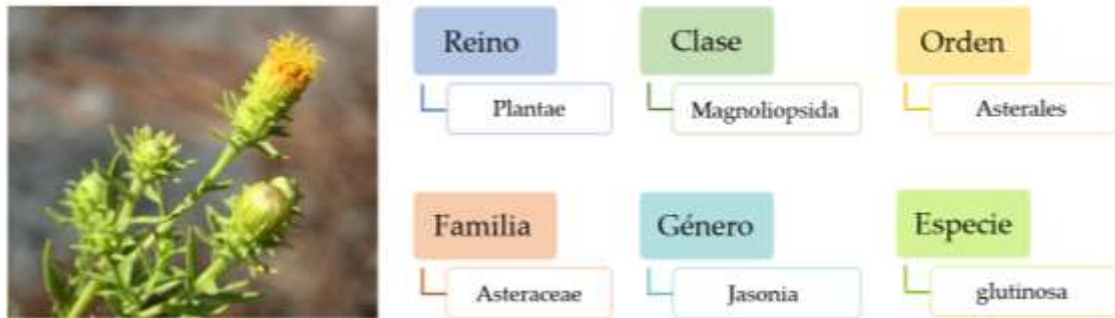 Reino
Clase
Orden
Plantae
Magnoliopsida
Asterales
Familia
Género
Especie
Asteraceae
Jasonia
glutinosa